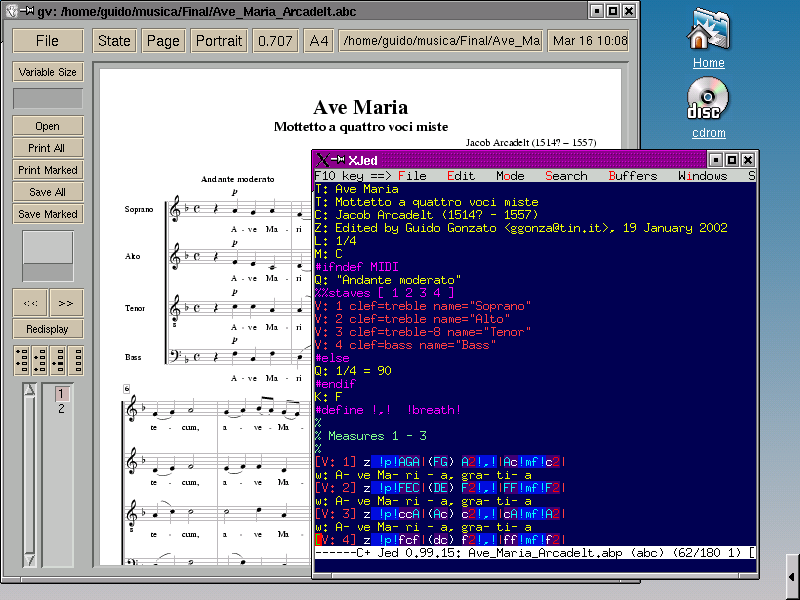 gv: /home/guido/musica/Final/Ave_Maria_Arcadelt.abc
File State Page Portrait 0.707 A4 /home/guido/musica/Final/Ave_Ma Mar 16 10:08
Variable Size
Open
Print All
Print Marked
Save All
Save Marked
<< >>
Redisplay
1
2
Ave Maria
Mottetto a quattro voci miste
Jacob Arcadelt (1514? – 1557)
Andante moderato
p
Soprano
A - ve Ma - ri
p
Alto
A - ve Ma - ri
p
Tenor
8
A - ve Ma - ri
p
Bass
A - ve Ma - ri
6
te - cum, a - ve Ma -
te - cum, a - ve Ma -
8
te - cum, a - ve Ma -
Home
disc
cdrom
XJed
F10 key ==> File Edit Mode Search Buffers Windows S
T: Ave Maria
T: Mottetto a quattro voci miste
C: Jacob Arcadelt (1514? - 1557)
Z: Edited by Guido Gonzato <ggonza@tin.it>, 19 January 2002
L: 1/4
M: C
#ifndef MIDI
Q: "Andante moderato"
%%staves [ 1 2 3 4 ]
V: 1 clef=treble name="Soprano"
V: 2 clef=treble name="Alto"
V: 3 clef=treble-8 name="Tenor"
V: 4 clef=bass name="Bass"
#else
Q: 1/4 = 90
#endif
K: F
#define !,! !breath!
%
% Measures 1 - 3
%
[V: 1] z !p!AGA|(FG) A2!,!|Ac!mf!c2|
w: A- ve Ma- ri - a, gra- ti- a
[V: 2] z !p!FEC|(DE) F2!,!|FF!mf!F2|
w: A- ve Ma- ri - a, gra- ti- a
[V: 3] z !p!ccA|(Ac) c2!,!|cA!mf!A2|
w: A- ve Ma- ri - a, gra- ti- a
[V: 4] z !p!fcf|(dc) f2!,!|ff!mf!f2|
------C+ Jed 0.99.15: Ave_Maria_Arcadelt.abp (abc) (62/180 1) [